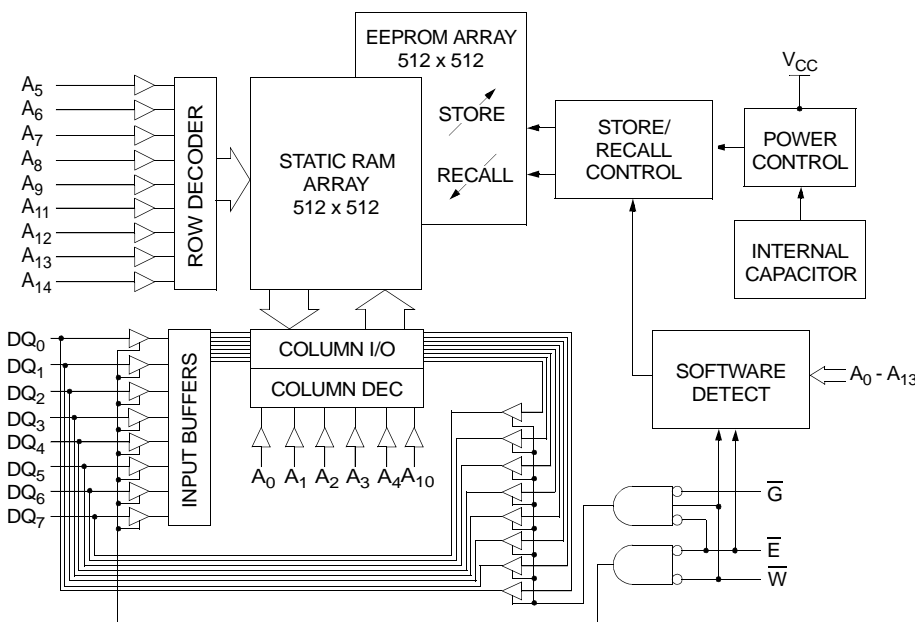 EEPROM ARRAY
512 x 512
STORE
RECALL
STATIC RAM
ARRAY
512 x 512
A5
A6
A7
A8
A9
A11
A12
A13
A14
ROW DECODER
STORE/
RECALL
CONTROL
VCC
POWER
CONTROL
INTERNAL
CAPACITOR
DQ0
DQ1
DQ2
DQ3
DQ4
DQ5
DQ6
DQ7
INPUT BUFFERS
COLUMN I/O
COLUMN DEC
A0 A1 A2 A3 A4 A10
SOFTWARE
DETECT
A0 - A13
G̅
E̅
W̅